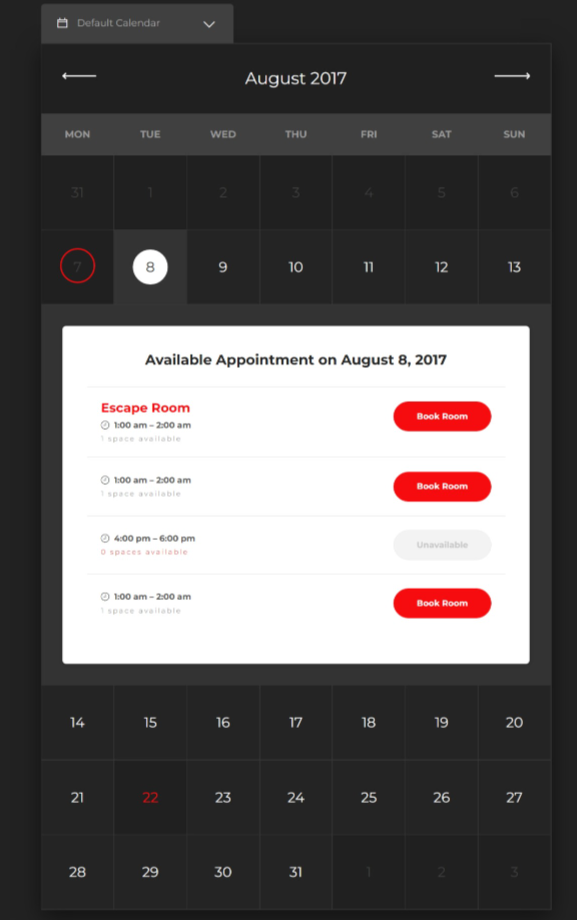 Default Calendar
August 2017
MON TUE WED THU FRI SAT SUN
31 1 2 3 4 5 6
7 8 9 10 11 12 13
Available Appointment on August 8, 2017
Escape Room
1:00 am – 2:00 am
1 space available
Book Room
1:00 am – 2:00 am
1 space available
Book Room
4:00 pm – 6:00 pm
0 spaces available
Unavailable
1:00 am – 2:00 am
1 space available
Book Room
14 15 16 17 18 19 20
21 22 23 24 25 26 27
28 29 30 31 1 2 3